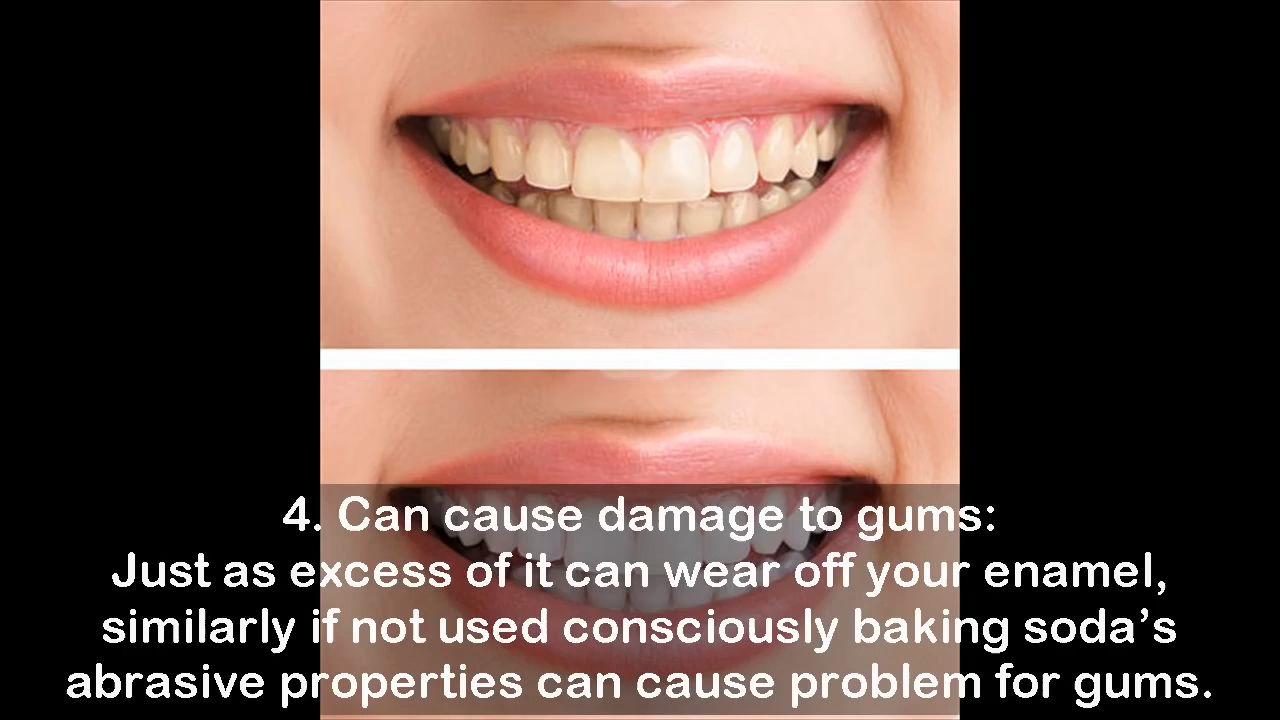 4. Can cause damage to gums:
Just as excess of it can wear off your enamel,
similarly if not used consciously baking soda’s
abrasive properties can cause problem for gums.